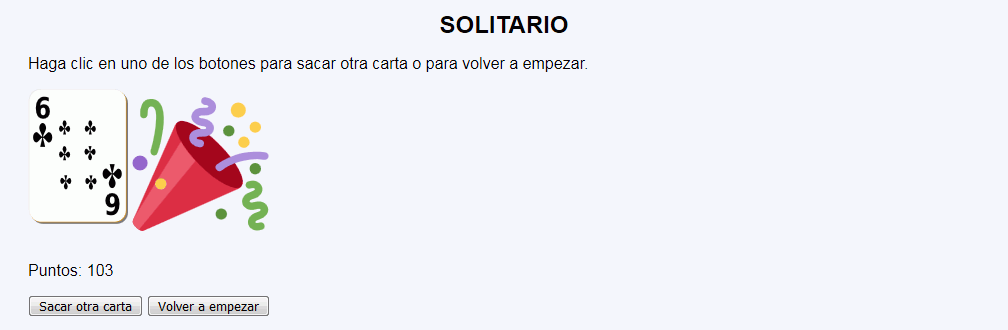 SOLITARIO
Haga clic en uno de los botones para sacar otra carta o para volver a empezar.
6
6
Puntos: 103
Sacar otra carta Volver a empezar